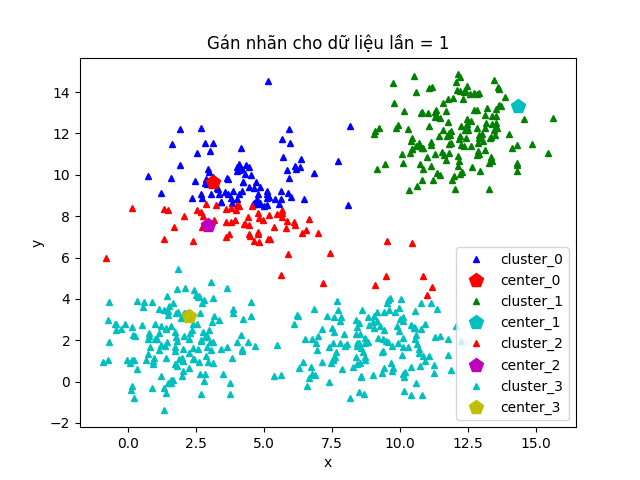 Gán nhãn cho dữ liệu lần = 1
y
14
12
10
8
6
4
2
0
−2
0.0 2.5 5.0 7.5 10.0 12.5 15.0
x
cluster_0
center_0
cluster_1
center_1
cluster_2
center_2
cluster_3
center_3